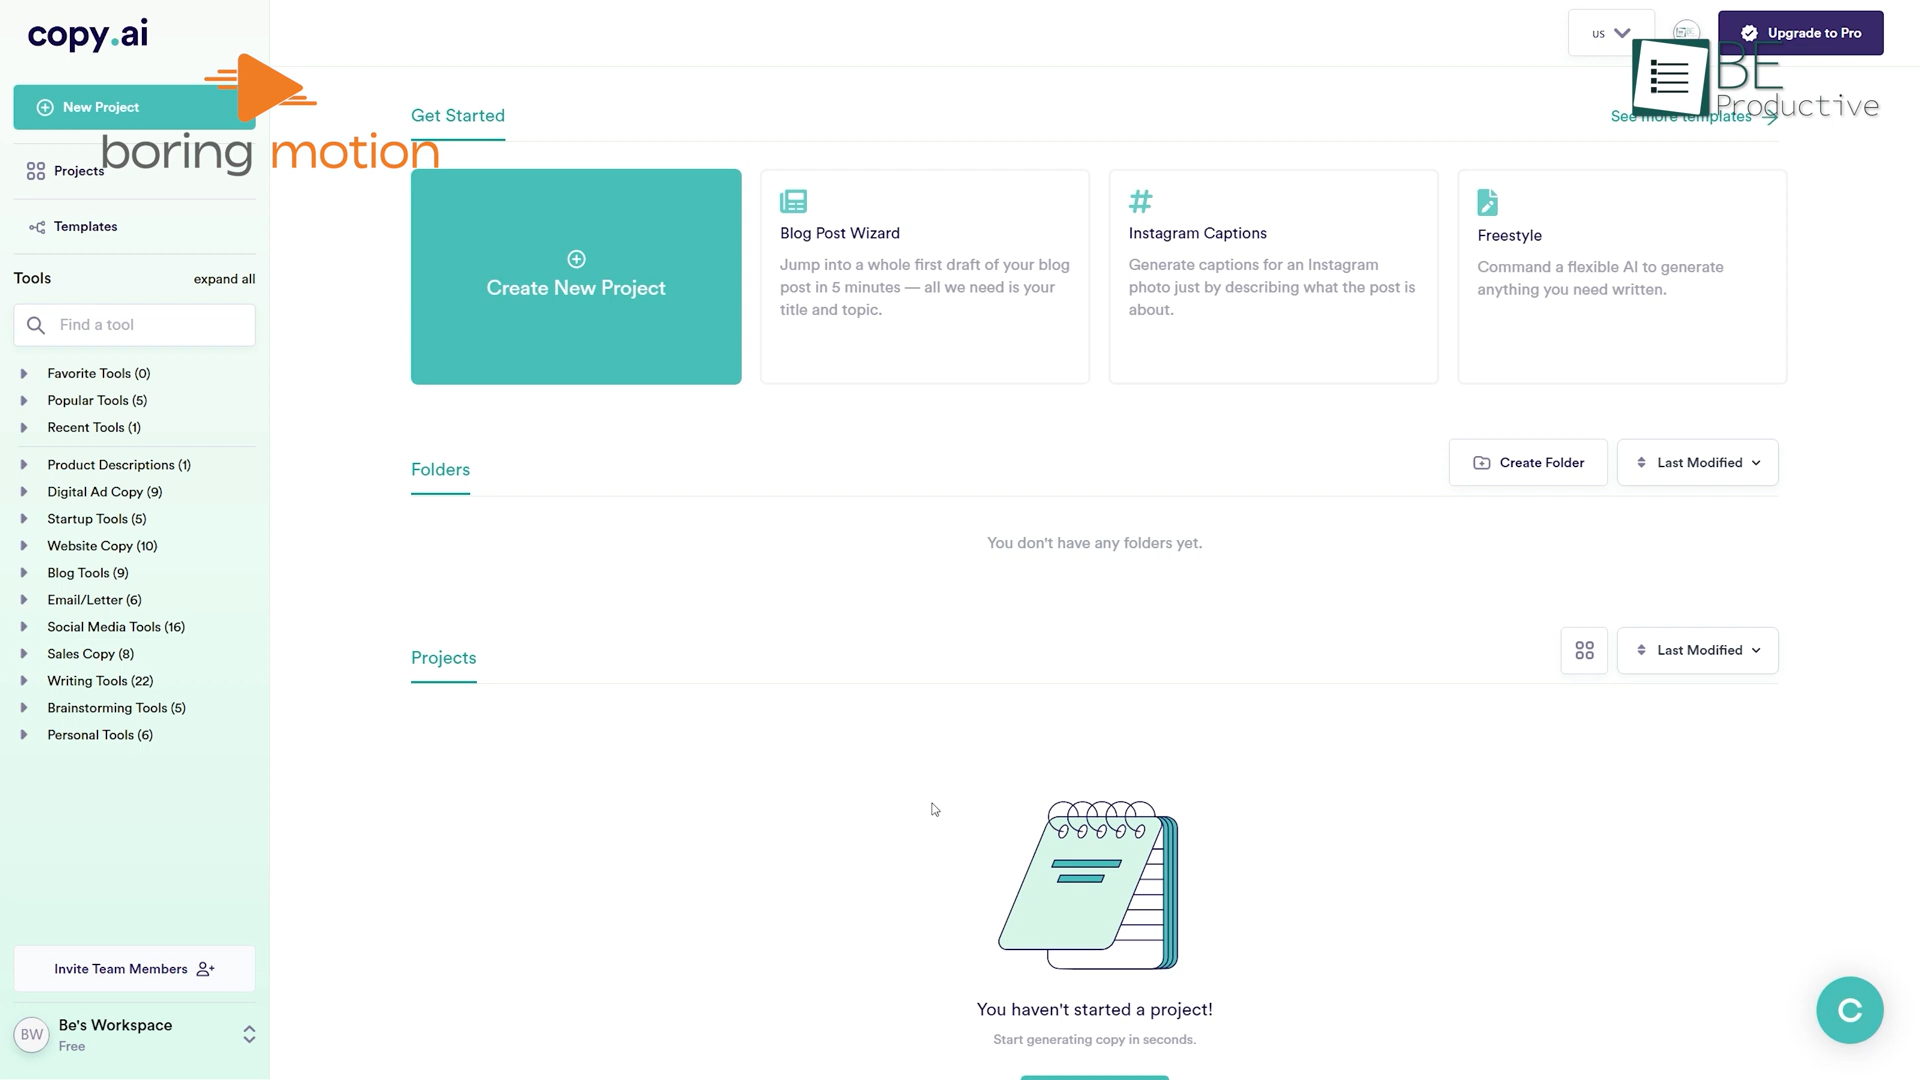 copy.ai
US
Upgrade to Pro
BE
Productive
New Project
boring motion
Get Started
See more templates
Projects
Templates
Tools
expand all
Find a tool
Favorite Tools (0)
Popular Tools (5)
Recent Tools (1)
Product Descriptions (1)
Digital Ad Copy (9)
Startup Tools (5)
Website Copy (10)
Blog Tools (9)
Email/Letter (6)
Social Media Tools (16)
Sales Copy (8)
Writing Tools (22)
Brainstorming Tools (5)
Personal Tools (6)
Invite Team Members
BW
Be's Workspace
Free
Create New Project
Blog Post Wizard
Jump into a whole first draft of your blog
post in 5 minutes — all we need is your
title and topic.
#
Instagram Captions
Generate captions for an Instagram
photo just by describing what the post is
about.
Freestyle
Command a flexible AI to generate
anything you need written.
Folders
Create Folder
Last Modified
You don't have any folders yet.
Projects
Last Modified
You haven't started a project!
Start generating copy in seconds.
C